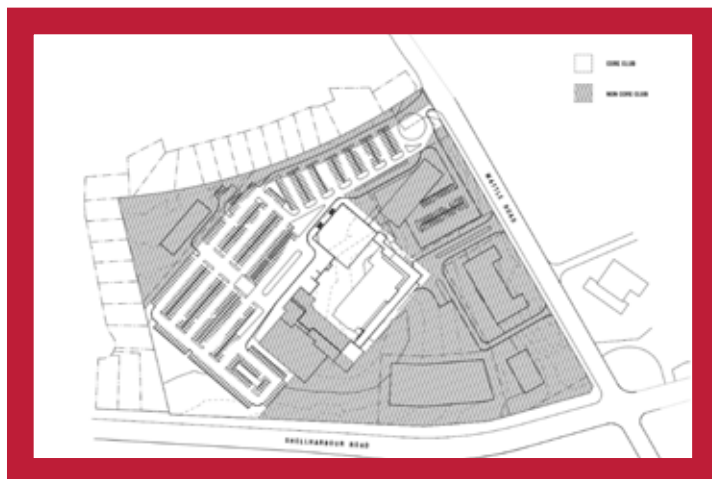 CORE CLUB
NON CORE CLUB
WATTLE ROAD
SHELLHARBOUR ROAD